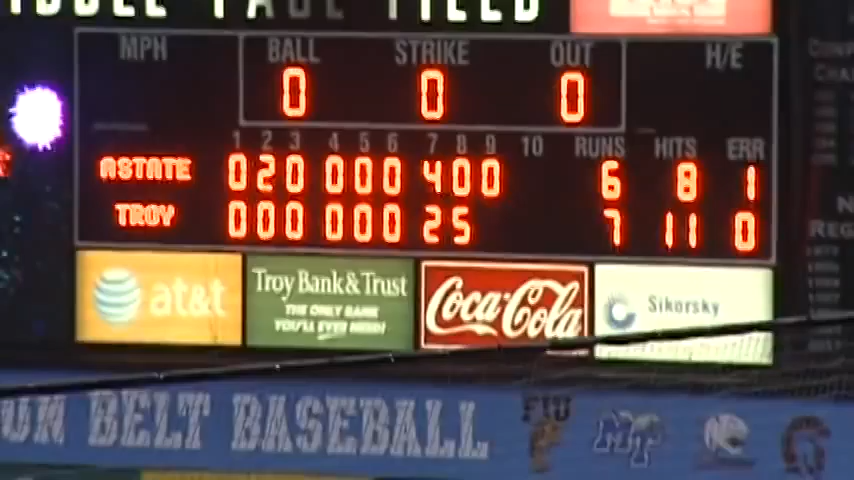 MPH BALL STRIKE OUT H/E
0 0 0
1 2 3 4 5 6 7 8 9 10 RUNS HITS ERR
ASTATE 0 2 0 0 0 0 4 0 0 6 8 1
TROY 0 0 0 0 0 0 2 5 7 11 0
at&t
Troy Bank & Trust
THE ONLY BANK
YOU'LL EVER NEED!
Coca-Cola
Sikorsky
BELT BASEBALL
FIU
MT